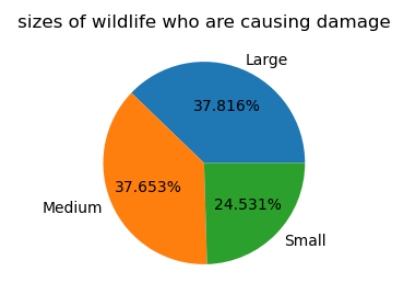 sizes of wildlife who are causing damage
Large
37.816%
37.653%
Medium
24.531%
Small